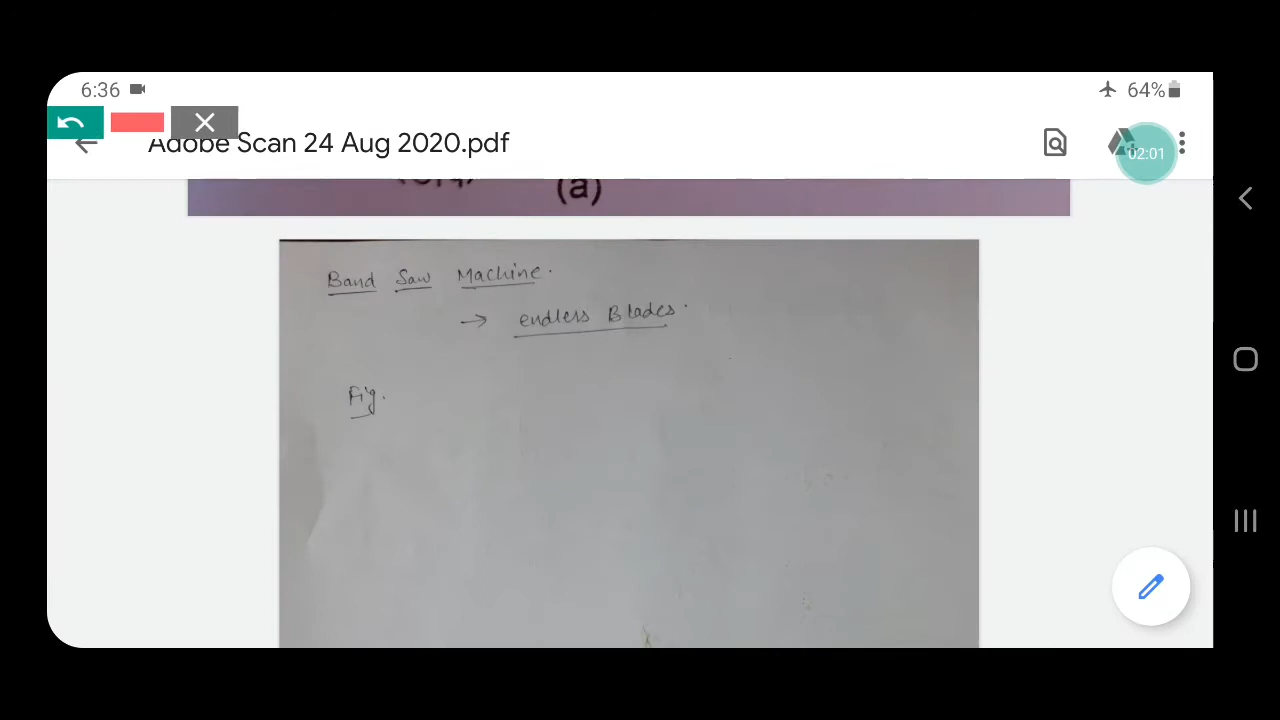 6:36
64%
Adobe Scan 24 Aug 2020.pdf
02:01
(a)
Band Saw Machine.
→ endless Blades.
Fig.